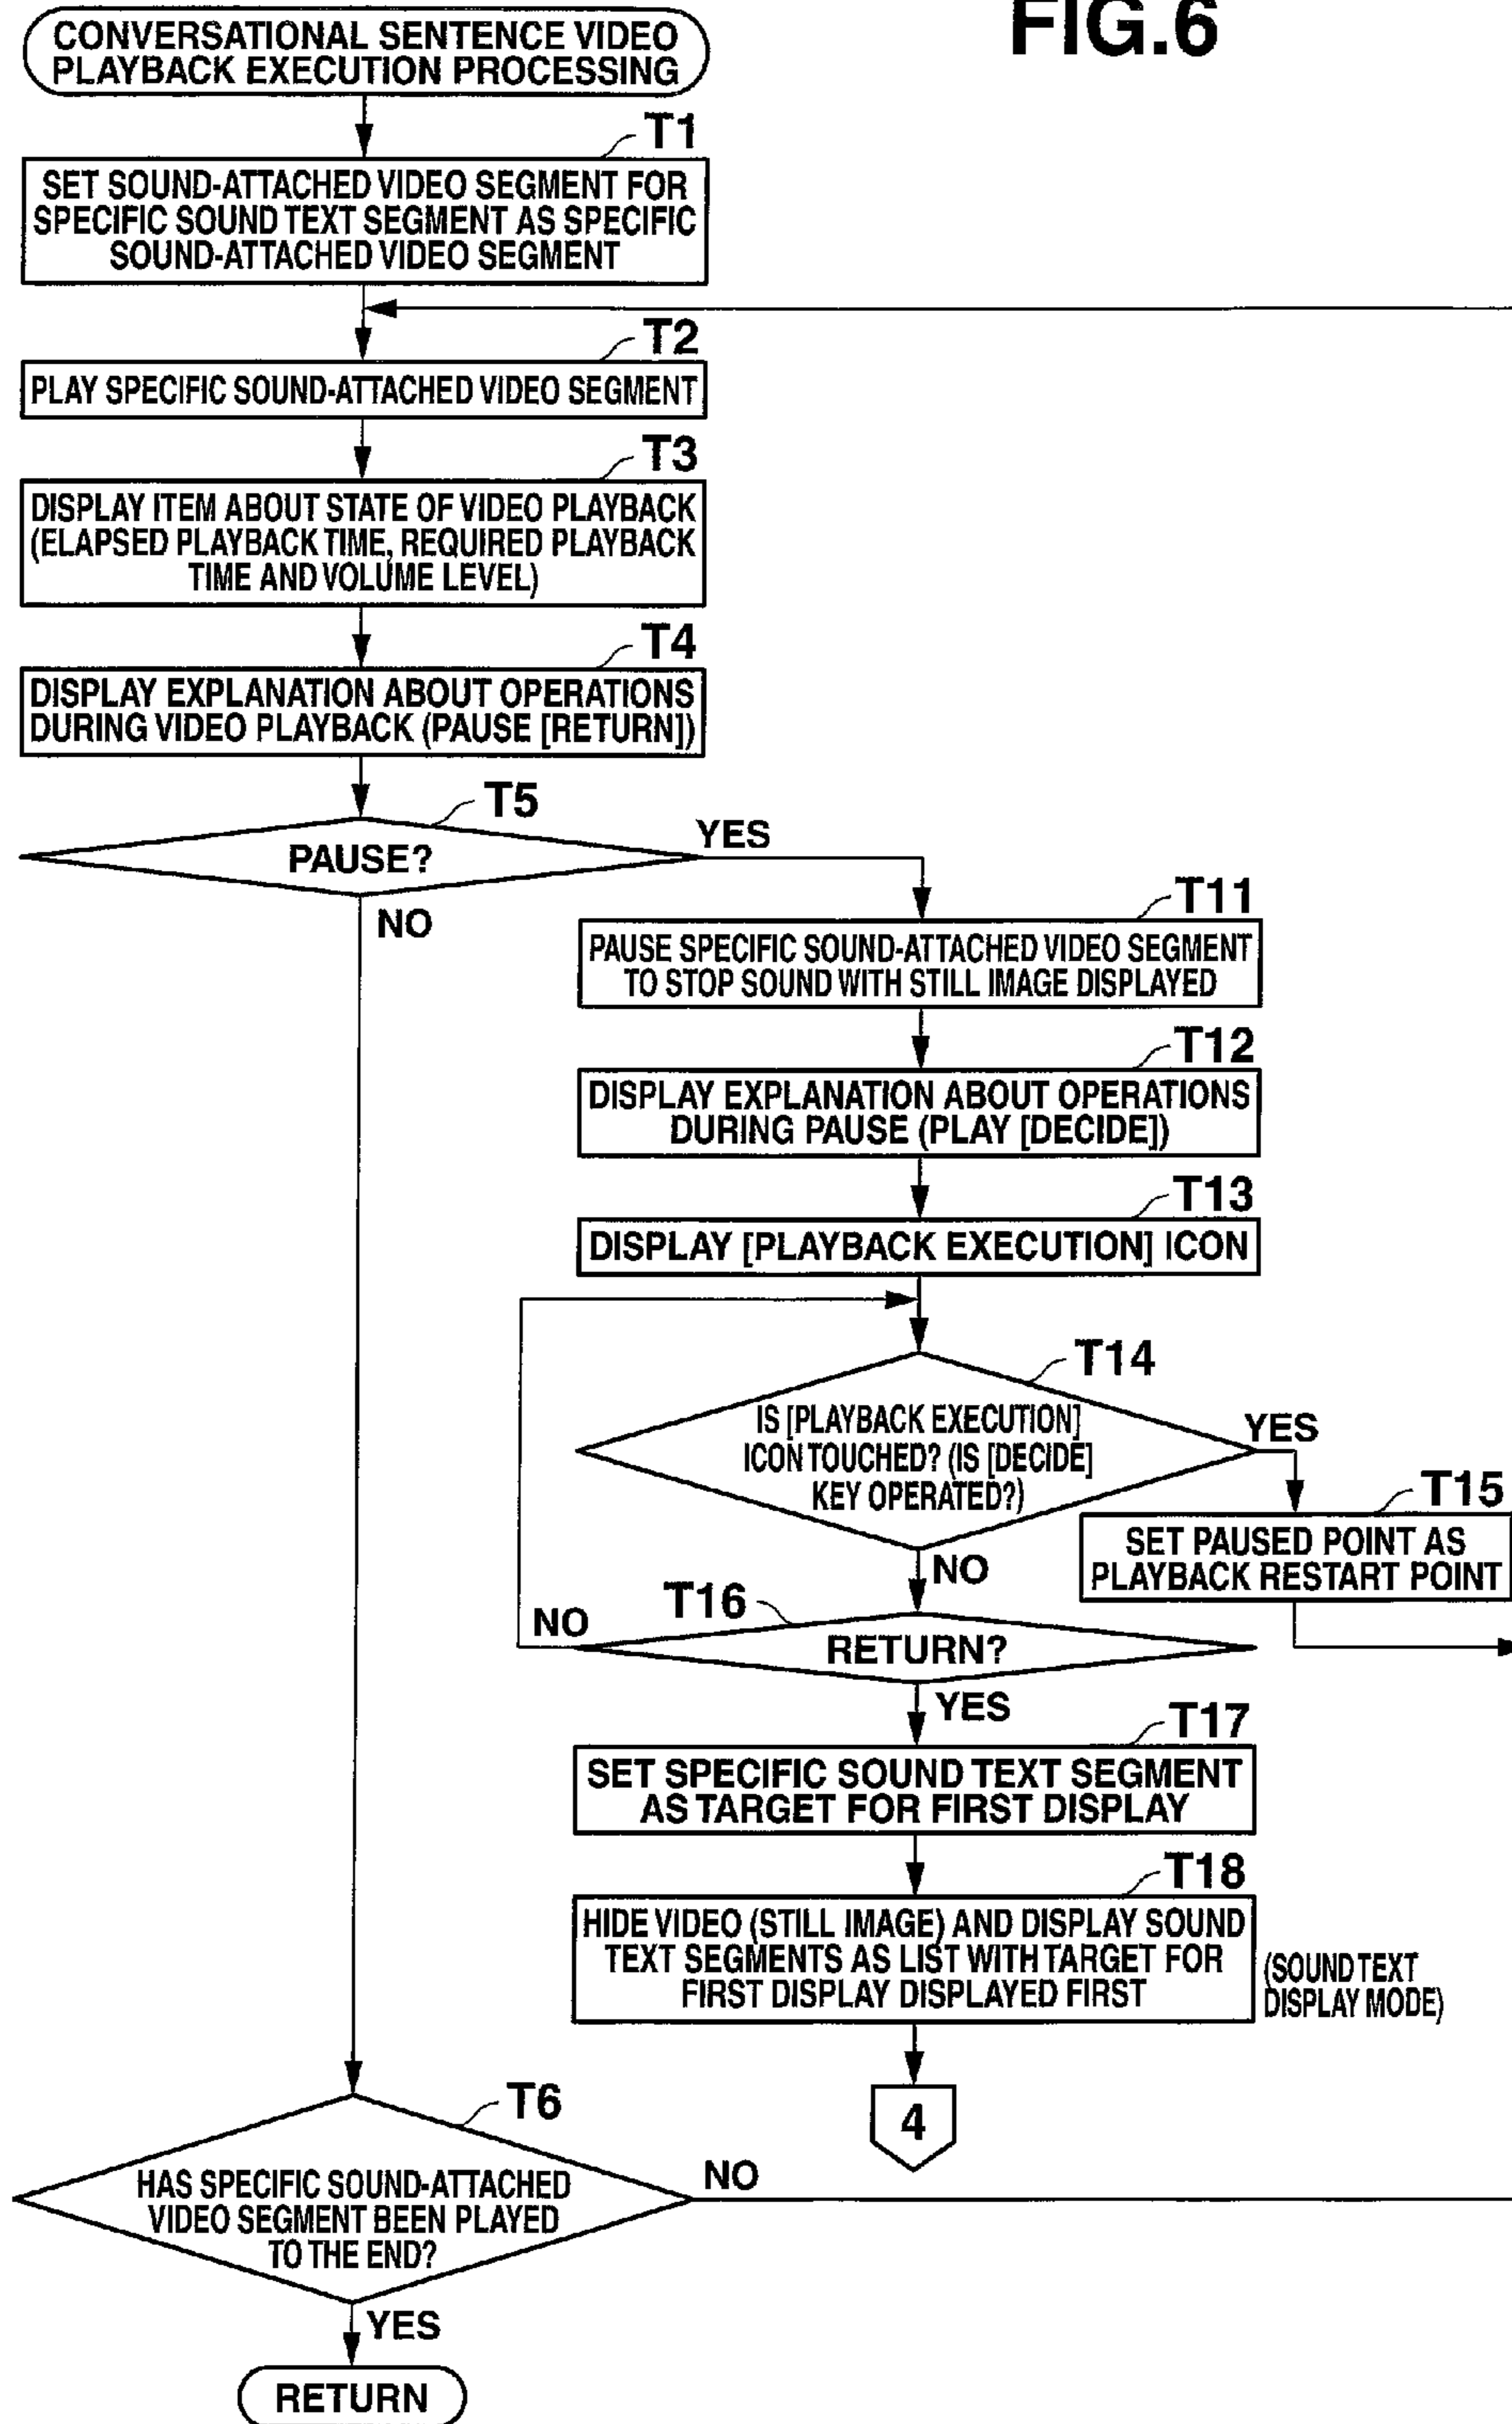 FIG.6
CONVERSATIONAL SENTENCE VIDEO
PLAYBACK EXECUTION PROCESSING
T1
SET SOUND-ATTACHED VIDEO SEGMENT FOR
SPECIFIC SOUND TEXT SEGMENT AS SPECIFIC
SOUND-ATTACHED VIDEO SEGMENT
T2
PLAY SPECIFIC SOUND-ATTACHED VIDEO SEGMENT
T3
DISPLAY ITEM ABOUT STATE OF VIDEO PLAYBACK
(ELAPSED PLAYBACK TIME, REQUIRED PLAYBACK
TIME AND VOLUME LEVEL)
T4
DISPLAY EXPLANATION ABOUT OPERATIONS
DURING VIDEO PLAYBACK (PAUSE [RETURN])
T5
PAUSE?
YES
NO
T11
PAUSE SPECIFIC SOUND-ATTACHED VIDEO SEGMENT
TO STOP SOUND WITH STILL IMAGE DISPLAYED
T12
DISPLAY EXPLANATION ABOUT OPERATIONS
DURING PAUSE (PLAY [DECIDE])
T13
DISPLAY [PLAYBACK EXECUTION] ICON
T14
IS [PLAYBACK EXECUTION]
ICON TOUCHED? (IS [DECIDE]
KEY OPERATED?)
YES
NO
T15
SET PAUSED POINT AS
PLAYBACK RESTART POINT
T16
RETURN?
NO
YES
T17
SET SPECIFIC SOUND TEXT SEGMENT
AS TARGET FOR FIRST DISPLAY
T18
HIDE VIDEO (STILL IMAGE) AND DISPLAY SOUND
TEXT SEGMENTS AS LIST WITH TARGET FOR
FIRST DISPLAY DISPLAYED FIRST
(SOUND TEXT
DISPLAY MODE)
4
T6
HAS SPECIFIC SOUND-ATTACHED
VIDEO SEGMENT BEEN PLAYED
TO THE END?
NO
YES
RETURN